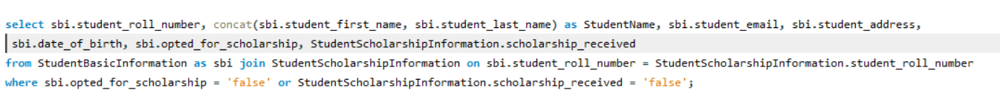 select sbi.student_roll_number, concat(sbi.student_first_name, sbi.student_last_name) as StudentName, sbi.student_email, sbi.student_address,
sbi.date_of_birth, sbi.opted_for_scholarship, StudentScholarshipInformation.scholarship_received
from StudentBasicInformation as sbi join StudentScholarshipInformation on sbi.student_roll_number = StudentScholarshipInformation.student_roll_number
where sbi.opted_for_scholarship = 'false' or StudentScholarshipInformation.scholarship_received = 'false';